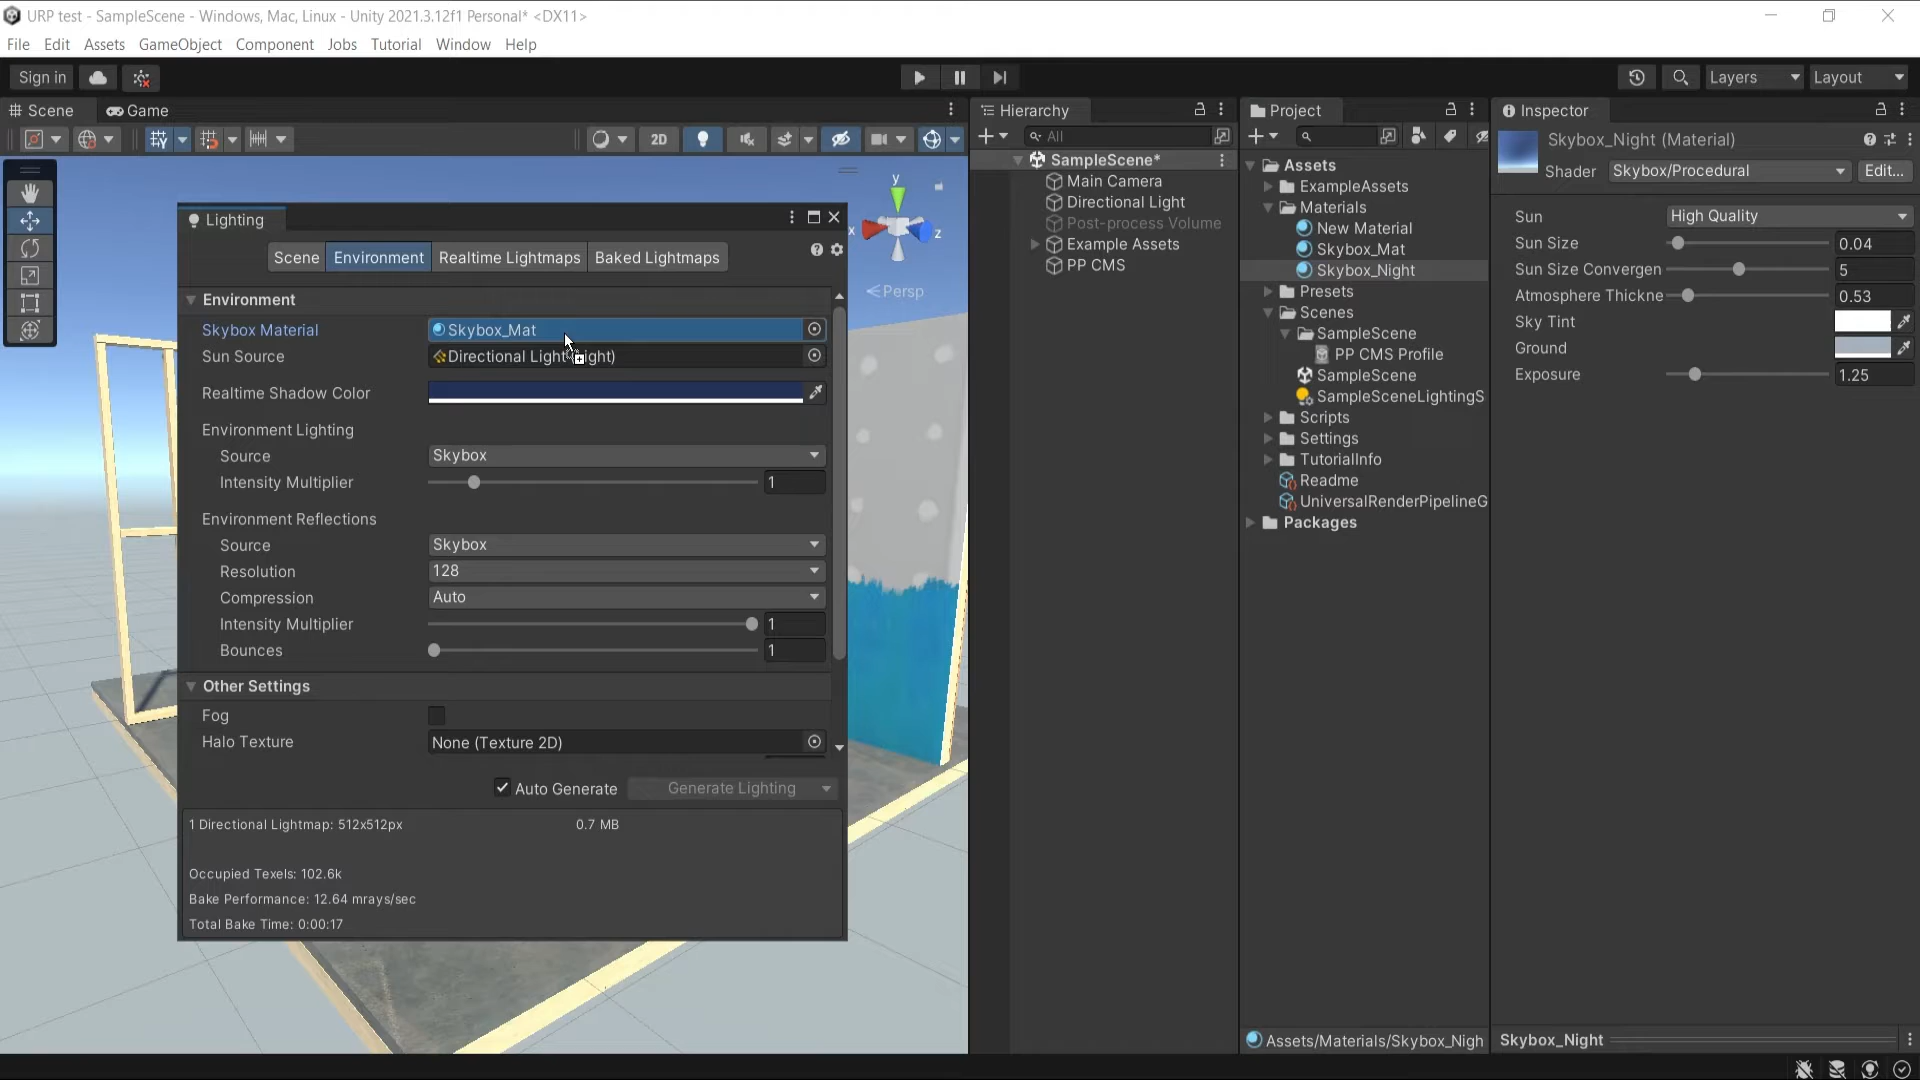 URP test - SampleScene - Windows, Mac, Linux - Unity 2021.3.12f1 Personal* <DX11>
File Edit Assets GameObject Component Jobs Tutorial Window Help
Sign in
Layers
Layout
Scene
Game
2D
y
x
z
Persp
Lighting
Scene
Environment
Realtime Lightmaps
Baked Lightmaps
Environment
Skybox Material Skybox_Mat
Sun Source
Realtime Shadow Color
Environment Lighting
Source Skybox
Intensity Multiplier 1
Environment Reflections
Source Skybox
Resolution 128
Compression Auto
Intensity Multiplier 1
Bounces 1
Other Settings
Fog
Halo Texture None (Texture 2D)
Auto Generate
Generate Lighting
1 Directional Lightmap: 512x512px 0.7 MB
Occupied Texels: 102.6k
Bake Performance: 12.64 mrays/sec
Total Bake Time: 0:00:17
Hierarchy
All
SampleScene*
Main Camera
Directional Light
Post-process Volume
Example Assets
PP CMS
Project
Assets
ExampleAssets
Materials
New Material
Skybox_Mat
Skybox_Night
Presets
Scenes
SampleScene
PP CMS Profile
SampleScene
SampleSceneLightingS
Scripts
Settings
TutorialInfo
Readme
UniversalRenderPipelineG
Packages
Assets/Materials/Skybox_Nigh
Inspector
Skybox_Night (Material)
Shader Skybox/Procedural Edit...
Sun High Quality
Sun Size 0.04
Sun Size Convergen 5
Atmosphere Thickne 0.53
Sky Tint
Ground
Exposure 1.25
Skybox_Night